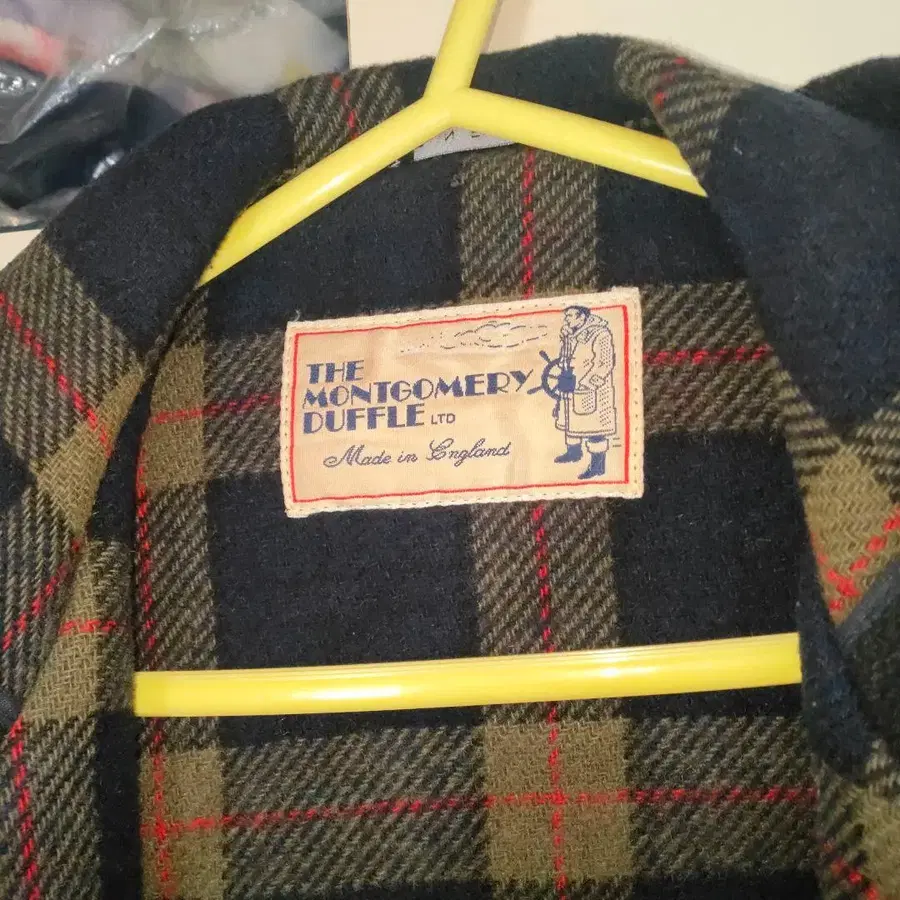 THE
MONTGOMERY
DUFFLE LTD
Made in England